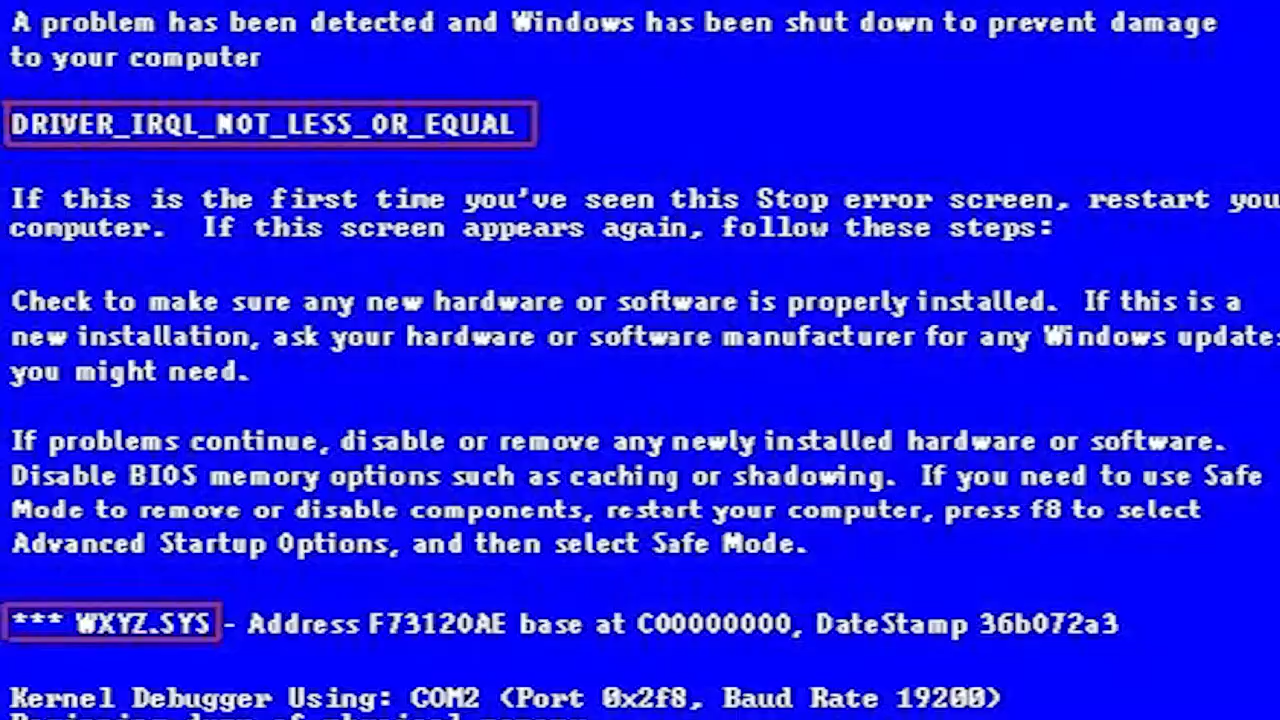 A problem has been detected and Windows has been shut down to prevent damage
to your computer
DRIVER_IRQL_NOT_LESS_OR_EQUAL
If this is the first time you've seen this Stop error screen, restart you
computer. If this screen appears again, follow these steps:
Check to make sure any new hardware or software is properly installed. If this is a
new installation, ask your hardware or software manufacturer for any Windows updates
you might need.
If problems continue, disable or remove any newly installed hardware or software.
Disable BIOS memory options such as caching or shadowing. If you need to use Safe
Mode to remove or disable components, restart your computer, press f8 to select
Advanced Startup Options, and then select Safe Mode.
*** WXYZ.SYS - Address F73120AE base at C00000000, DateStamp 36b072a3
Kernel Debugger Using: COM2 (Port 0x2f8, Baud Rate 19200)